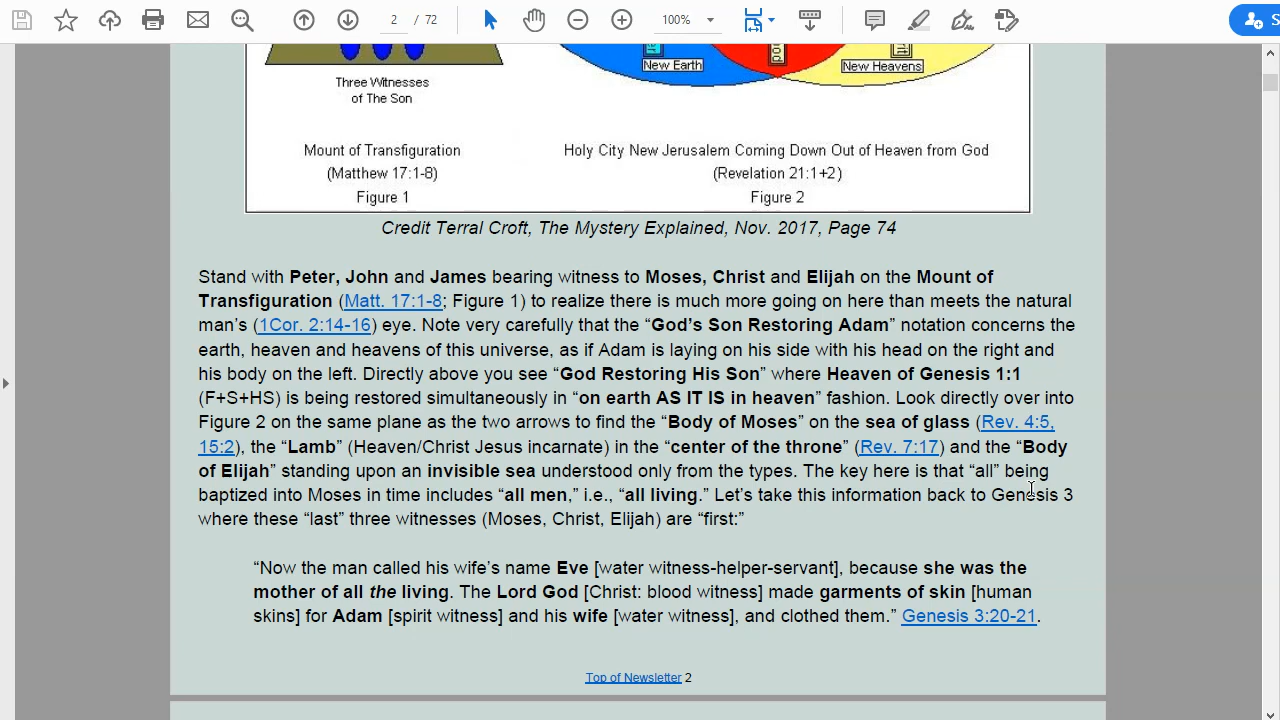 2 / 72
100%
S
New Earth
New Heavens
Three Witnesses
of The Son
Mount of Transfiguration
(Matthew 17:1-8)
Figure 1
Holy City New Jerusalem Coming Down Out of Heaven from God
(Revelation 21:1+2)
Figure 2
Credit Terral Croft, The Mystery Explained, Nov. 2017, Page 74
Stand with Peter, John and James bearing witness to Moses, Christ and Elijah on the Mount of
Transfiguration (Matt. 17:1-8; Figure 1) to realize there is much more going on here than meets the natural
man's (1Cor. 2:14-16) eye. Note very carefully that the “God's Son Restoring Adam” notation concerns the
earth, heaven and heavens of this universe, as if Adam is laying on his side with his head on the right and
his body on the left. Directly above you see “God Restoring His Son” where Heaven of Genesis 1:1
(F+S+HS) is being restored simultaneously in “on earth AS IT IS in heaven” fashion. Look directly over into
Figure 2 on the same plane as the two arrows to find the “Body of Moses” on the sea of glass (Rev. 4:5,
15:2), the “Lamb” (Heaven/Christ Jesus incarnate) in the “center of the throne” (Rev. 7:17) and the “Body
of Elijah” standing upon an invisible sea understood only from the types. The key here is that “all” being
baptized into Moses in time includes “all men,” i.e., “all living.” Let's take this information back to Genesis 3
where these “last” three witnesses (Moses, Christ, Elijah) are “first:”
“Now the man called his wife's name Eve [water witness-helper-servant], because she was the
mother of all the living. The Lord God [Christ: blood witness] made garments of skin [human
skins] for Adam [spirit witness] and his wife [water witness], and clothed them.” Genesis 3:20-21.
Top of Newsletter 2